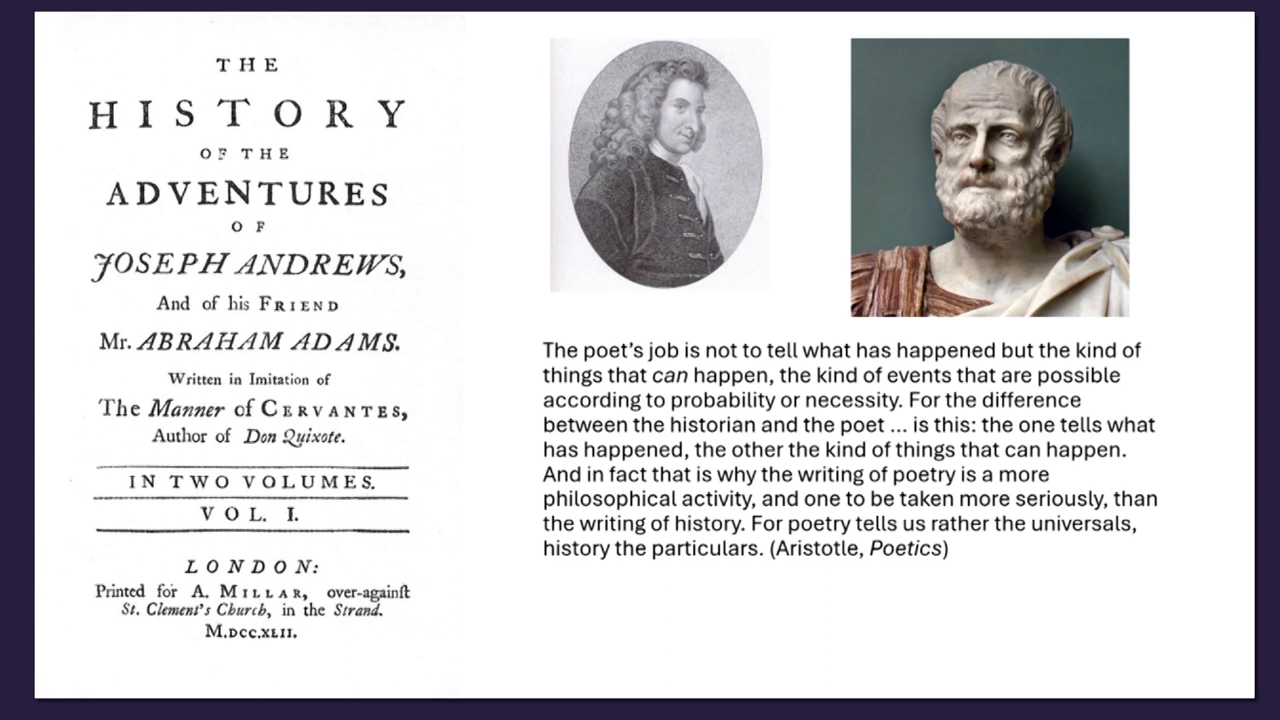 THE
HISTORY
OF THE
ADVENTURES
OF
JOSEPH ANDREWS,
And of his FRIEND
Mr. ABRAHAM ADAMS.
Written in Imitation of
The Manner of CERVANTES,
Author of Don Quixote.
IN TWO VOLUMES.
VOL. I.
LONDON:
Printed for A. MILLAR, over-againſt
St. Clement's Church, in the Strand.
M.DCC.XLII.
The poet’s job is not to tell what has happened but the kind of
things that can happen, the kind of events that are possible
according to probability or necessity. For the difference
between the historian and the poet ... is this: the one tells what
has happened, the other the kind of things that can happen.
And in fact that is why the writing of poetry is a more
philosophical activity, and one to be taken more seriously, than
the writing of history. For poetry tells us rather the universals,
history the particulars. (Aristotle, Poetics)